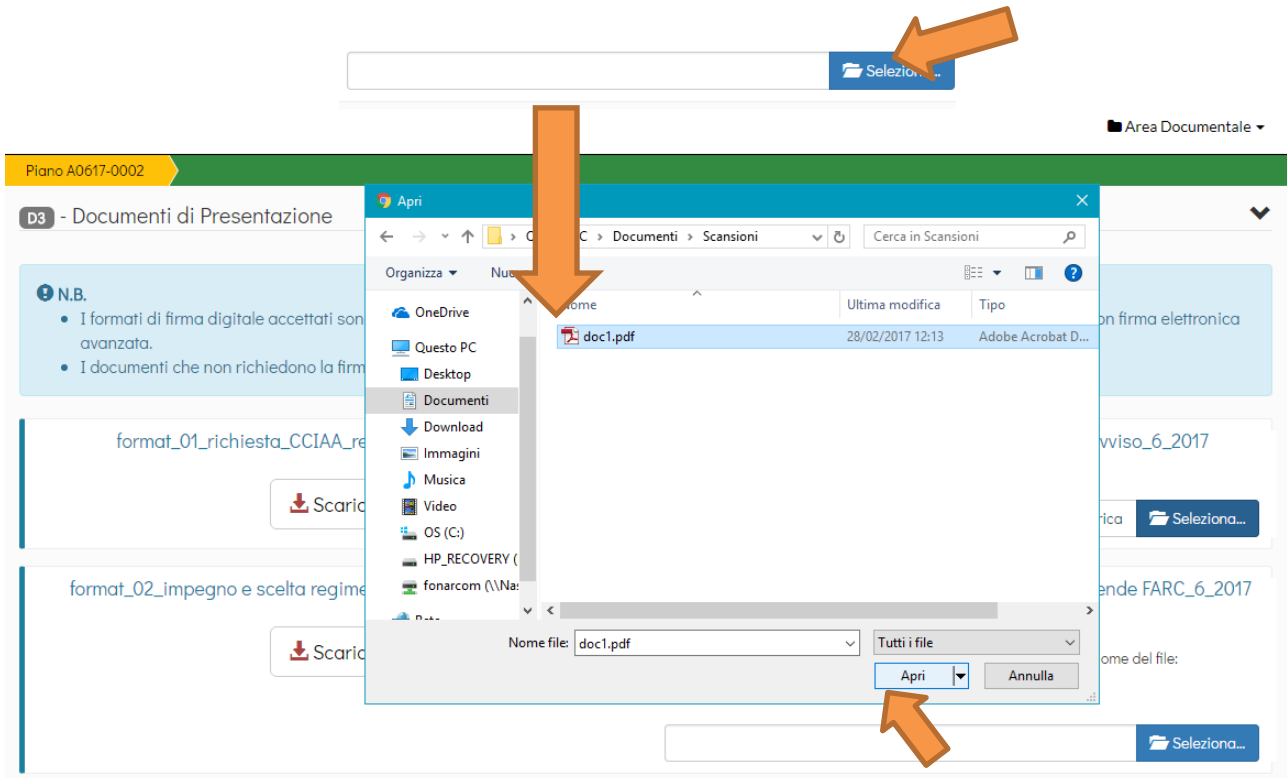 Selezion...
Area Documentale
Piano A0617-0002
D3 - Documenti di Presentazione
N.B.
I formati di firma digitale accettati son
on firma elettronica
avanzata.
I documenti che non richiedono la firm
format_01_richiesta_CCIAA_re
vviso_6_2017
Scaric
rica
Seleziona...
format_02_impegno e scelta regime
ende FARC_6_2017
Scaric
ome del file:
Seleziona...
Apri
C > Documenti > Scansioni
Cerca in Scansioni
Organizza
Nuo
Nome
Ultima modifica
Tipo
doc1.pdf
28/02/2017 12:13
Adobe Acrobat D...
OneDrive
Questo PC
Desktop
Documenti
Download
Immagini
Musica
Video
OS (C:)
HP_RECOVERY (
fonarcom (\\Nas
Nome file:
doc1.pdf
Tutti i file
Apri
Annulla